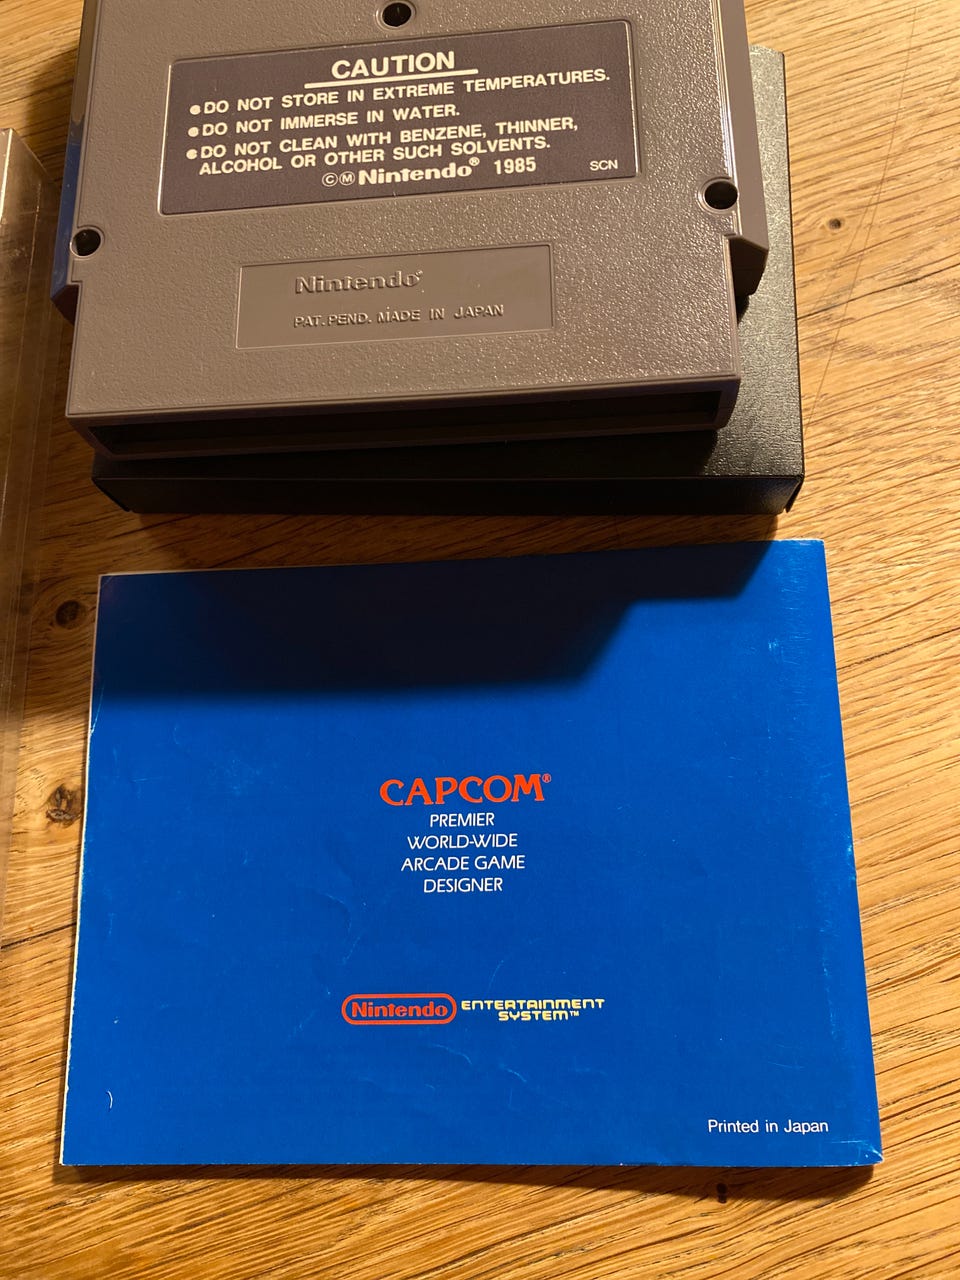 CAUTION
●DO NOT STORE IN EXTREME TEMPERATURES.
●DO NOT IMMERSE IN WATER.
●DO NOT CLEAN WITH BENZENE, THINNER,
ALCOHOL OR OTHER SUCH SOLVENTS.
©Ⓜ Nintendo® 1985 SCN
Nintendo®
PAT. PEND. MADE IN JAPAN
CAPCOM®
PREMIER
WORLD-WIDE
ARCADE GAME
DESIGNER
Nintendo ENTERTAINMENT
SYSTEM™
Printed in Japan